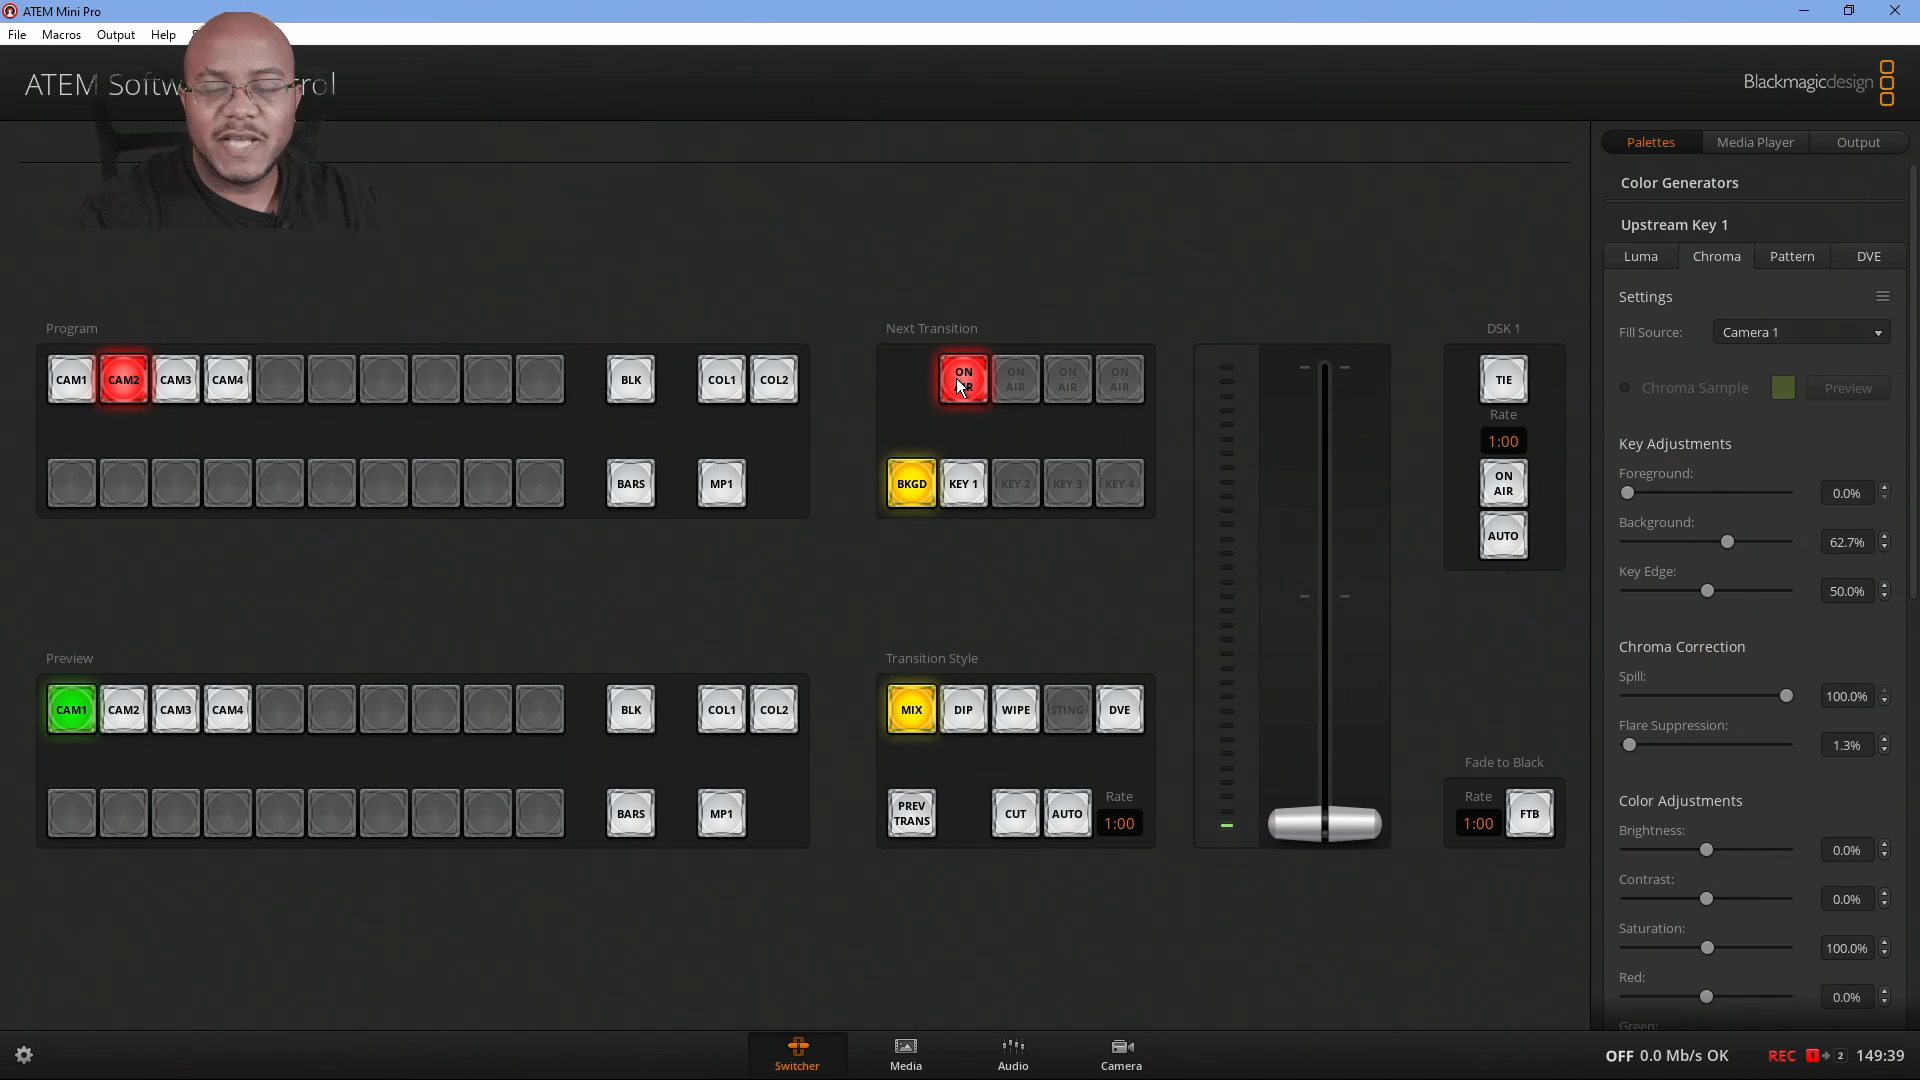 ATEM Mini Pro
File Macros Output Help
ATEM Softw rol
Blackmagicdesign
Palettes Media Player Output
Color Generators
Upstream Key 1
Luma Chroma Pattern DVE
Settings
Fill Source: Camera 1
Chroma Sample Preview
Key Adjustments
Foreground:
0.0%
Background:
62.7%
Key Edge:
50.0%
Chroma Correction
Spill:
100.0%
Flare Suppression:
1.3%
Color Adjustments
Brightness:
0.0%
Contrast:
0.0%
Saturation:
100.0%
Red:
0.0%
Green:
Program
CAM1 CAM2 CAM3 CAM4 BLK COL1 COL2
BARS MP1
Next Transition
ON AIR ON AIR ON AIR ON AIR
BKGD KEY 1 KEY 2 KEY 3 KEY 4
DSK 1
TIE
Rate
1:00
ON AIR
AUTO
Preview
CAM1 CAM2 CAM3 CAM4 BLK COL1 COL2
BARS MP1
Transition Style
MIX DIP WIPE STING DVE
PREV TRANS CUT AUTO
Rate
1:00
Fade to Black
Rate
1:00
FTB
Switcher Media Audio Camera
OFF 0.0 Mb/s OK REC 1 2 149:39